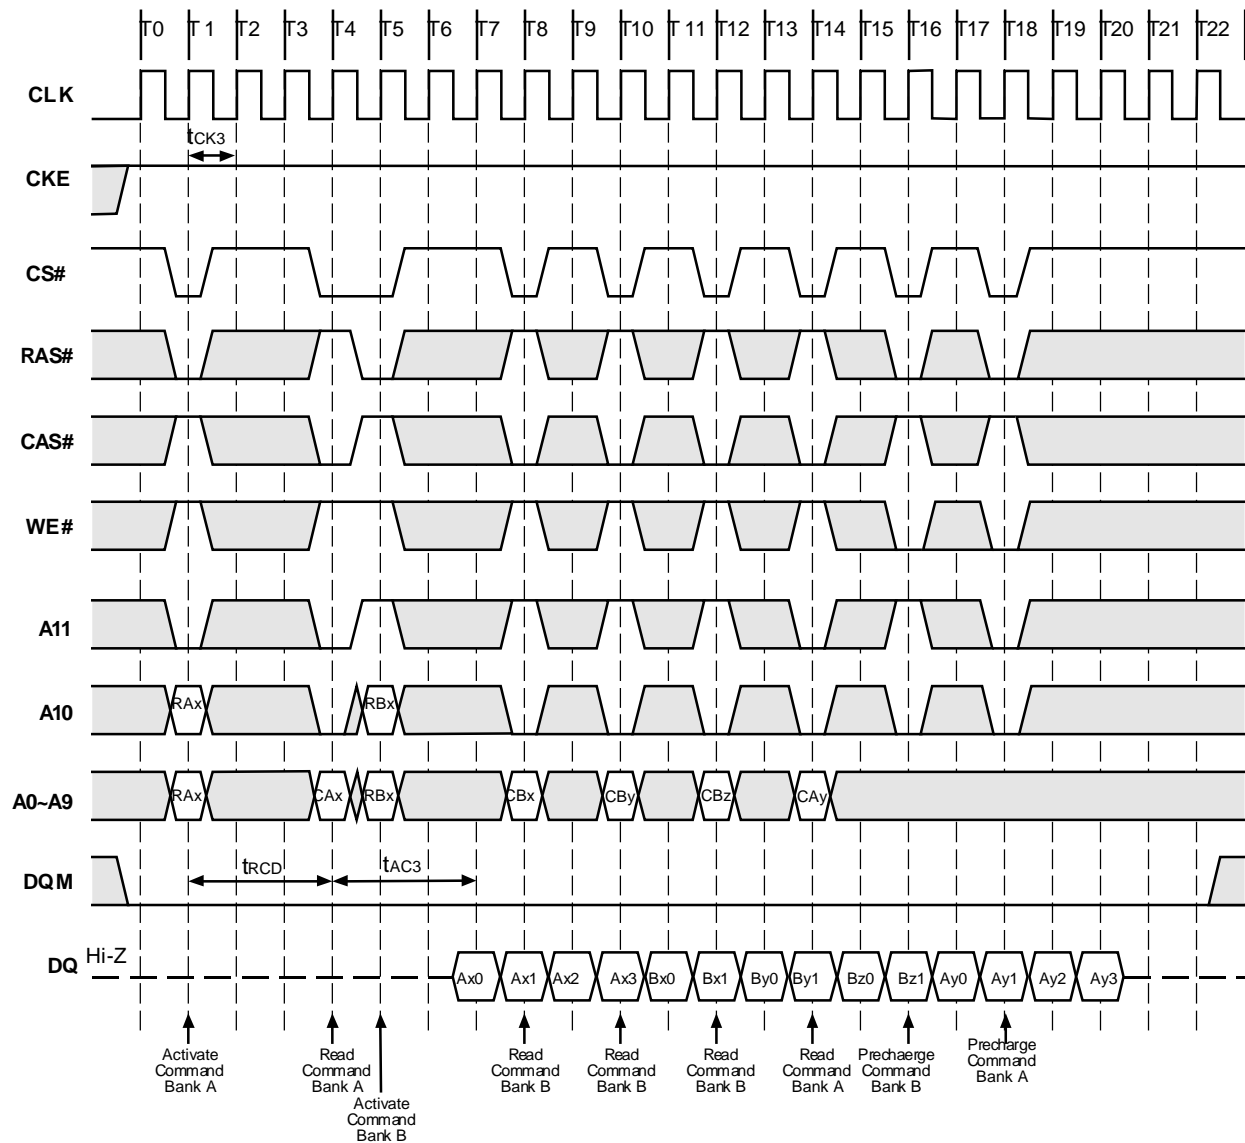 T0 T 1 T2 T3 T4 T5 T6 T7 T8 T9 T10 T 11 T12 T13 T14 T15 T16 T17 T18 T19 T20 T21 T22
CLK
tCK3
CKE
CS#
RAS#
CAS#
WE#
A11
A10 RAx RBx
A0~A9 RAx CAx RBx CBx CBy CBz CAy
DQM tRCD tAC3
DQ Hi-Z Ax0 Ax1 Ax2 Ax3 Bx0 Bx1 By0 By1 Bz0 Bz1 Ay0 Ay1 Ay2 Ay3
Activate
Command
Bank A
Read
Command
Bank A
Activate
Command
Bank B
Read
Command
Bank B
Read
Command
Bank B
Read
Command
Bank B
Read
Command
Bank A
Prechaerge
Command
Bank B
Precharge
Command
Bank A